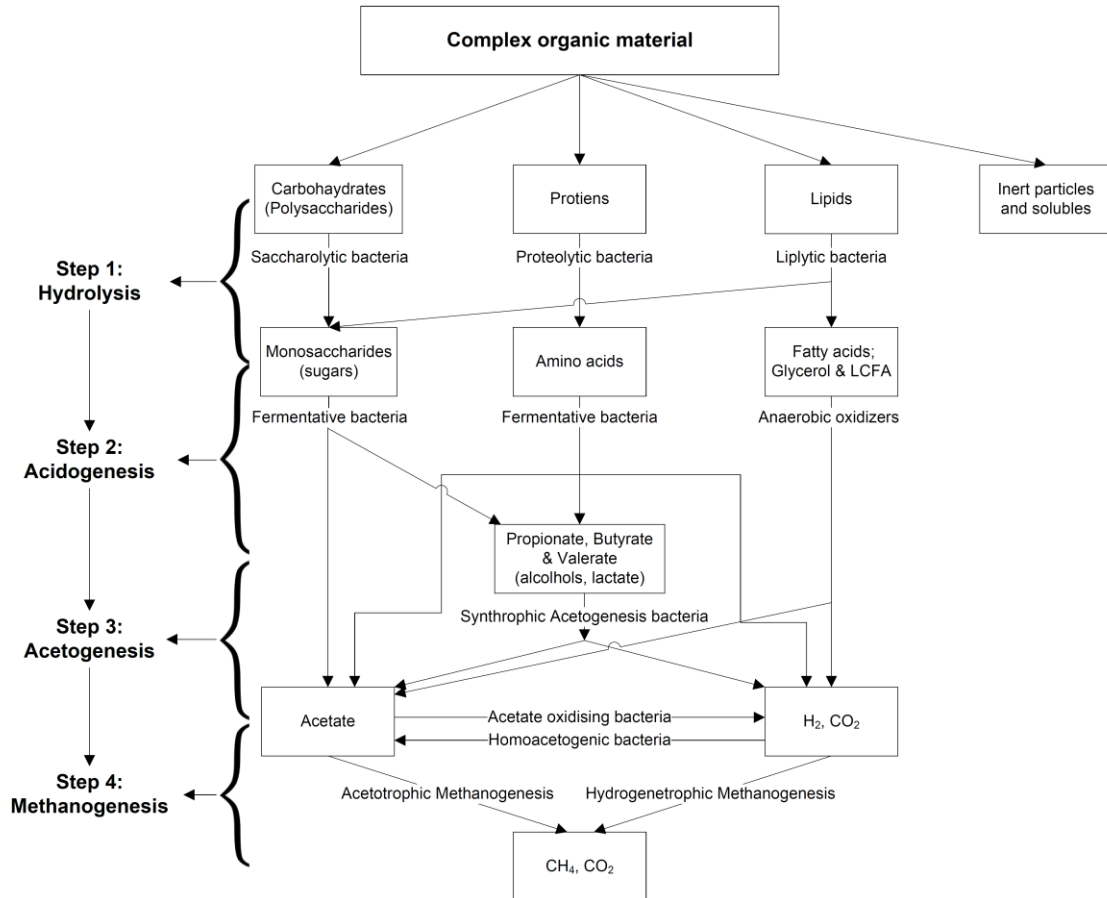 Complex organic material
Carbohaydrates
(Polysaccharides)
Protiens
Lipids
Inert particles
and solubles
Saccharolytic bacteria
Proteolytic bacteria
Liplytic bacteria
Step 1:
Hydrolysis
Monosaccharides
(sugars)
Amino acids
Fatty acids;
Glycerol & LCFA
Fermentative bacteria
Fermentative bacteria
Anaerobic oxidizers
Step 2:
Acidogenesis
Propionate, Butyrate
& Valerate
(alcolhols, lactate)
Synthrophic Acetogenesis bacteria
Step 3:
Acetogenesis
Acetate
Acetate oxidising bacteria
Homoacetogenic bacteria
H₂, CO₂
Step 4:
Methanogenesis
Acetotrophic Methanogenesis
Hydrogenetrophic Methanogenesis
CH₄, CO₂